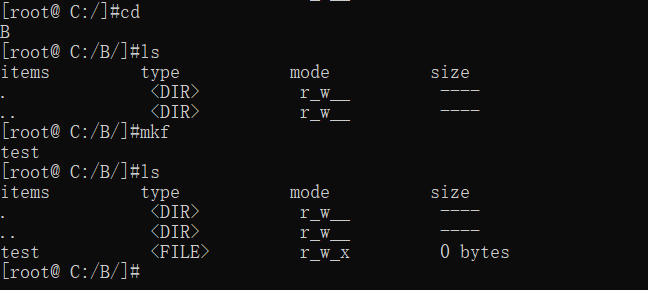 [root@ C:/]#cd
B
[root@ C:/B/]#ls
items type mode size
. <DIR> r_w__ ----
.. <DIR> r_w__ ----
[root@ C:/B/]#mkf
test
[root@ C:/B/]#ls
items type mode size
. <DIR> r_w__ ----
.. <DIR> r_w__ ----
test <FILE> r_w_x 0 bytes
[root@ C:/B/]#